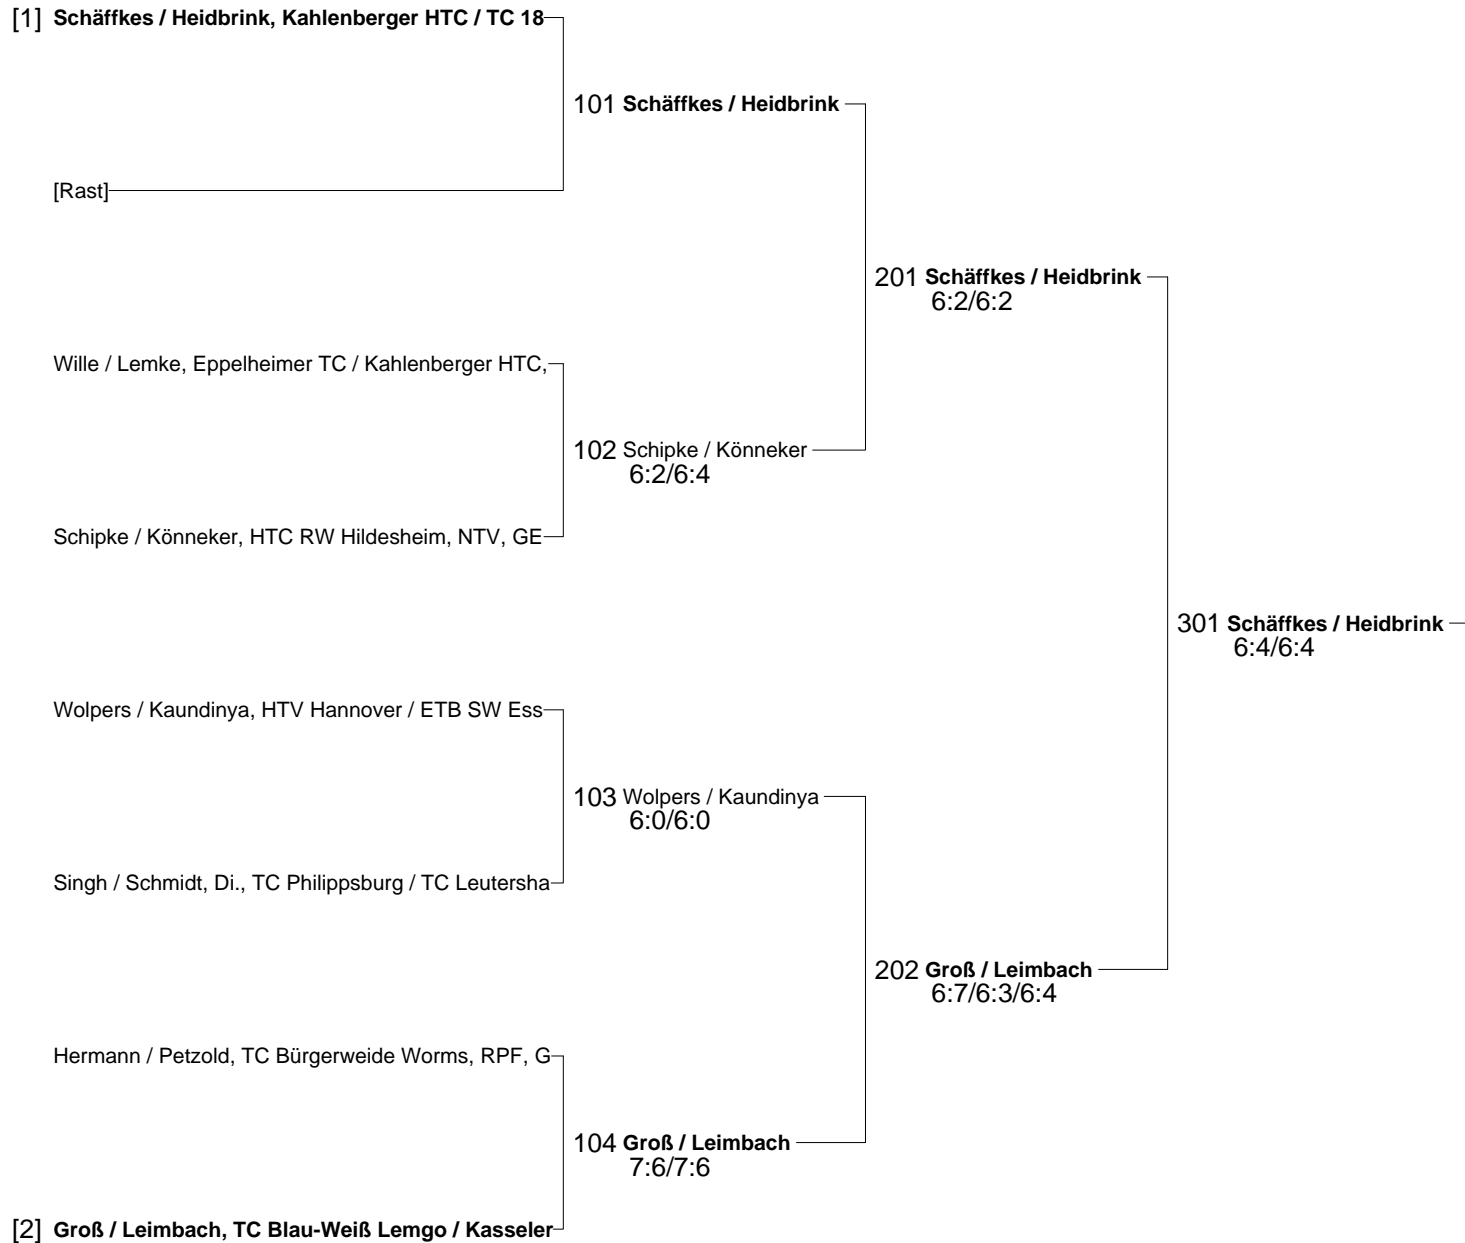 [1] Schäffkes / Heidbrink, Kahlenberger HTC / TC 18
101 Schäffkes / Heidbrink
[Rast]
201 Schäffkes / Heidbrink
6:2/6:2
Wille / Lemke, Eppelheimer TC / Kahlenberger HTC,
102 Schipke / Könneker
6:2/6:4
Schipke / Könneker, HTC RW Hildesheim, NTV, GE
301 Schäffkes / Heidbrink
6:4/6:4
Wolpers / Kaundinya, HTV Hannover / ETB SW Ess
103 Wolpers / Kaundinya
6:0/6:0
Singh / Schmidt, Di., TC Philippsburg / TC Leutersha
202 Groß / Leimbach
6:7/6:3/6:4
Hermann / Petzold, TC Bürgerweide Worms, RPF, G
104 Groß / Leimbach
7:6/7:6
[2] Groß / Leimbach, TC Blau-Weiß Lemgo / Kasseler